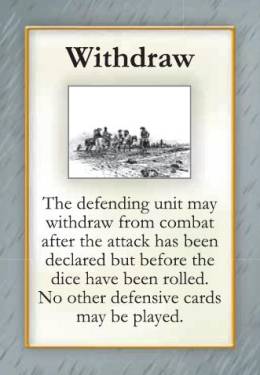 Withdraw
The defending unit may
withdraw from combat
after the attack has been
declared but before the
dice have been rolled.
No other defensive cards
may be played.